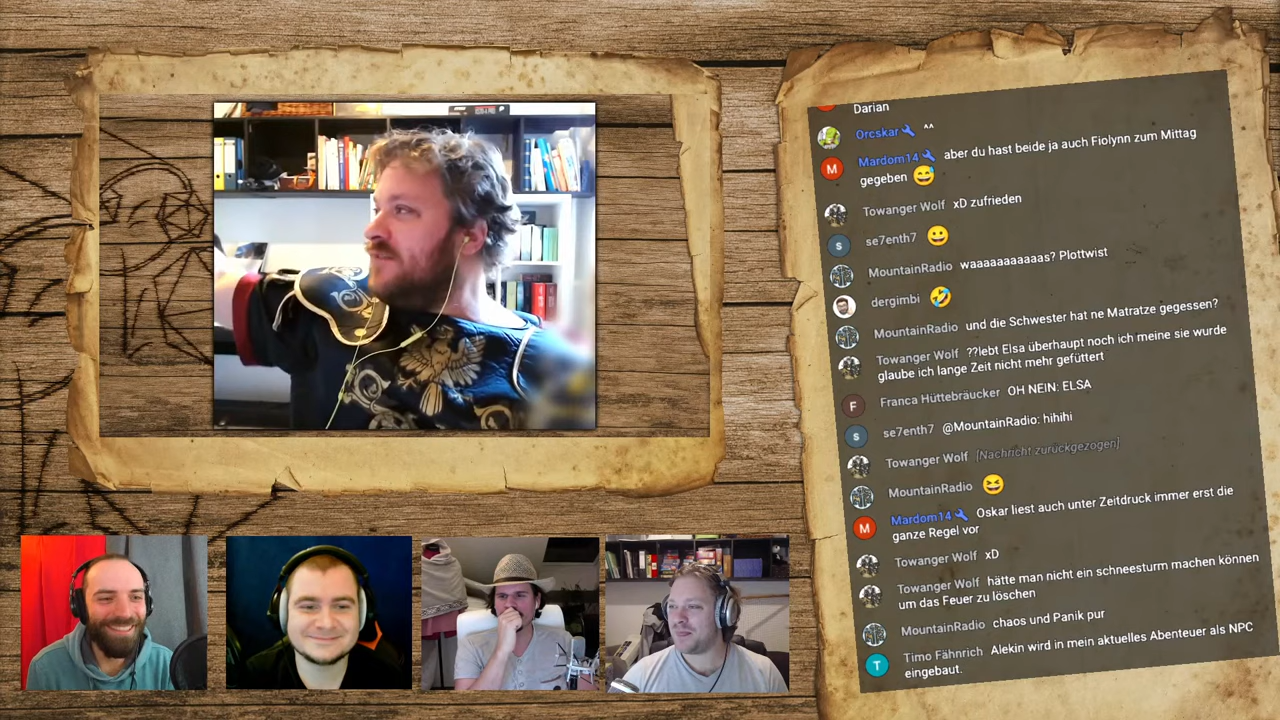 Darian
Orcskar ^^
Mardom14 aber du hast beide ja auch Fiolynn zum Mittag
gegeben 😅
Towanger Wolf xD zufrieden
se7enth7 😀
MountainRadio waaaaaaaaaaas? Plottwist
dergimbi 🤣
MountainRadio und die Schwester hat ne Matratze gegessen?
Towanger Wolf ??lebt Elsa überhaupt noch ich meine sie wurde
glaube ich lange Zeit nicht mehr gefüttert
F
Franca Hüttebräucker OH NEIN: ELSA
s
se7enth7 @MountainRadio: hihihi
Towanger Wolf [Nachricht zurückgezogen]
MountainRadio 😆
M
Mardom14 Oskar liest auch unter Zeitdruck immer erst die
ganze Regel vor
Towanger Wolf xD
Towanger Wolf hätte man nicht ein schneesturm machen können
um das Feuer zu löschen
MountainRadio chaos und Panik pur
T
Timo Fähnrich Alekin wird in mein aktuelles Abenteuer als NPC
eingebaut.